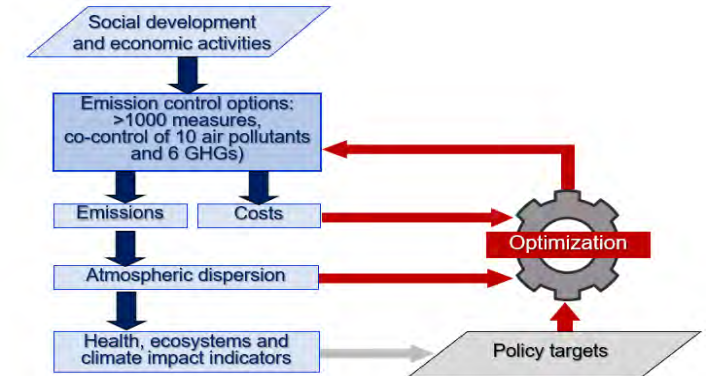 Social development
and economic activities
Emission control options:
>1000 measures,
co-control of 10 air pollutants
and 6 GHGs)
Emissions
Costs
Optimization
Atmospheric dispersion
Health, ecosystems and
climate impact indicators
Policy targets